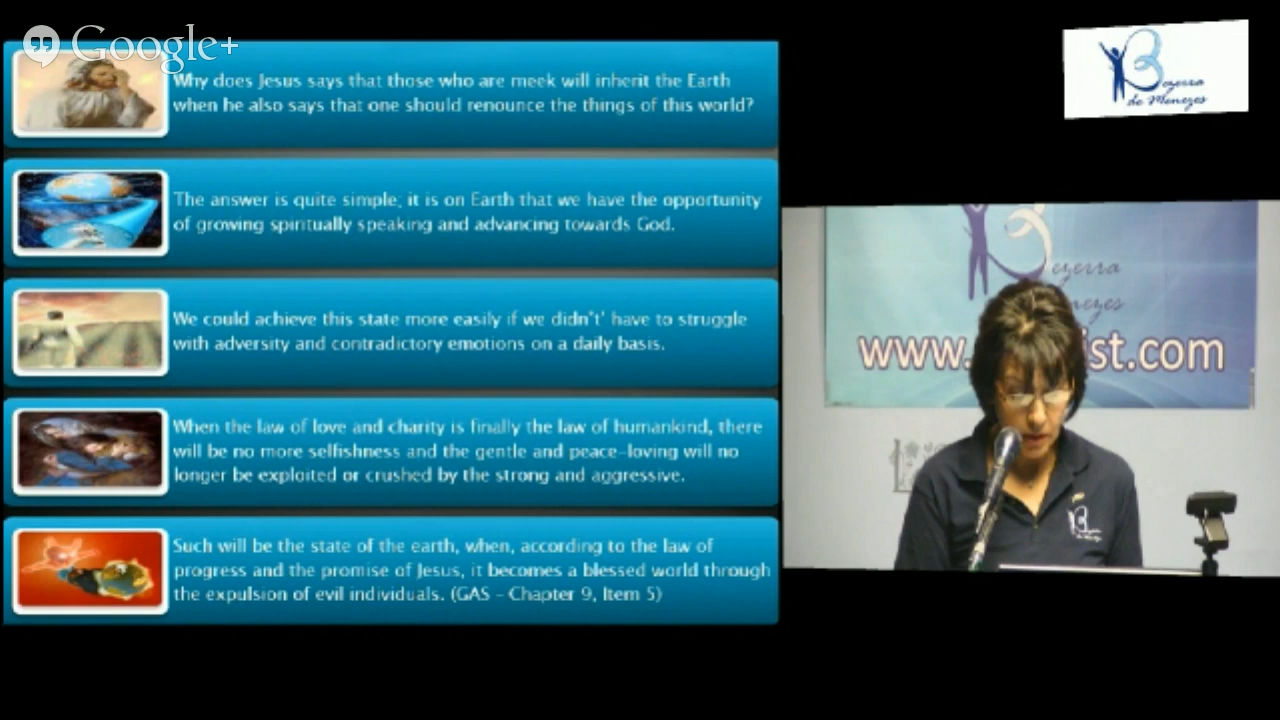 Google+
Why does Jesus says that those who are meek will inherit the Earth
when he also says that one should renounce the things of this world?
The answer is quite simple; it is on Earth that we have the opportunity
of growing spiritually speaking and advancing towards God.
We could achieve this state more easily if we didn't' have to struggle
with adversity and contradictory emotions on a daily basis.
When the law of love and charity is finally the law of humankind, there
will be no more selfishness and the gentle and peace-loving will no
longer be exploited or crushed by the strong and aggressive.
Such will be the state of the earth, when, according to the law of
progress and the promise of Jesus, it becomes a blessed world through
the expulsion of evil individuals. (GAS - Chapter 9, Item 5)
Bezerra
de Menezes
Bezerra
Menezes
www. ist.com